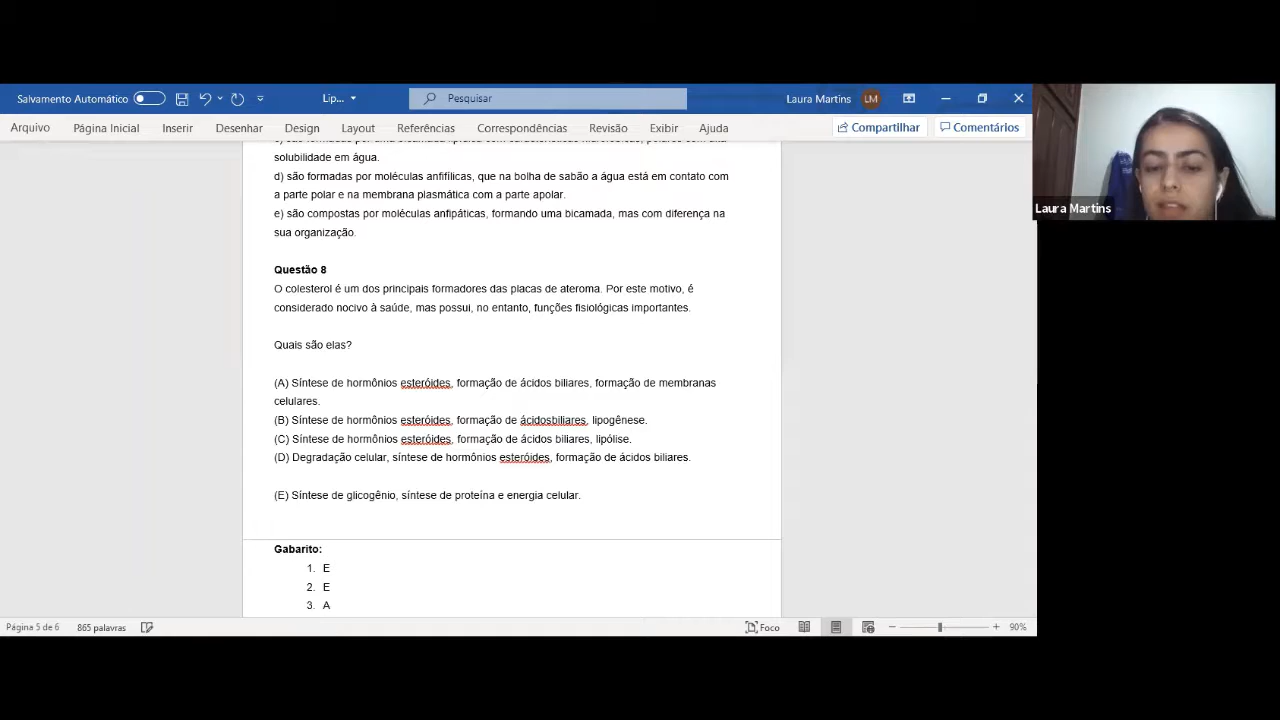 Salvamento Automático
Lip...
Pesquisar
Laura Martins
LM
Arquivo
Página Inicial
Inserir
Desenhar
Design
Layout
Referências
Correspondências
Revisão
Exibir
Ajuda
Compartilhar
Comentários
solubilidade em água.
d) são formadas por moléculas anfifílicas, que na bolha de sabão a água está em contato com
a parte polar e na membrana plasmática com a parte apolar.
e) são compostas por moléculas anfipáticas, formando uma bicamada, mas com diferença na
sua organização.
Questão 8
O colesterol é um dos principais formadores das placas de ateroma. Por este motivo, é
considerado nocivo à saúde, mas possui, no entanto, funções fisiológicas importantes.
Quais são elas?
(A) Síntese de hormônios esteróides, formação de ácidos biliares, formação de membranas
celulares.
(B) Síntese de hormônios esteróides, formação de ácidosbiliares, lipogênese.
(C) Síntese de hormônios esteróides, formação de ácidos biliares, lipólise.
(D) Degradação celular, síntese de hormônios esteróides, formação de ácidos biliares.
(E) Síntese de glicogênio, síntese de proteína e energia celular.
Gabarito:
1. E
2. E
3. A
Página 5 de 6
865 palavras
Foco
90%
Laura Martins